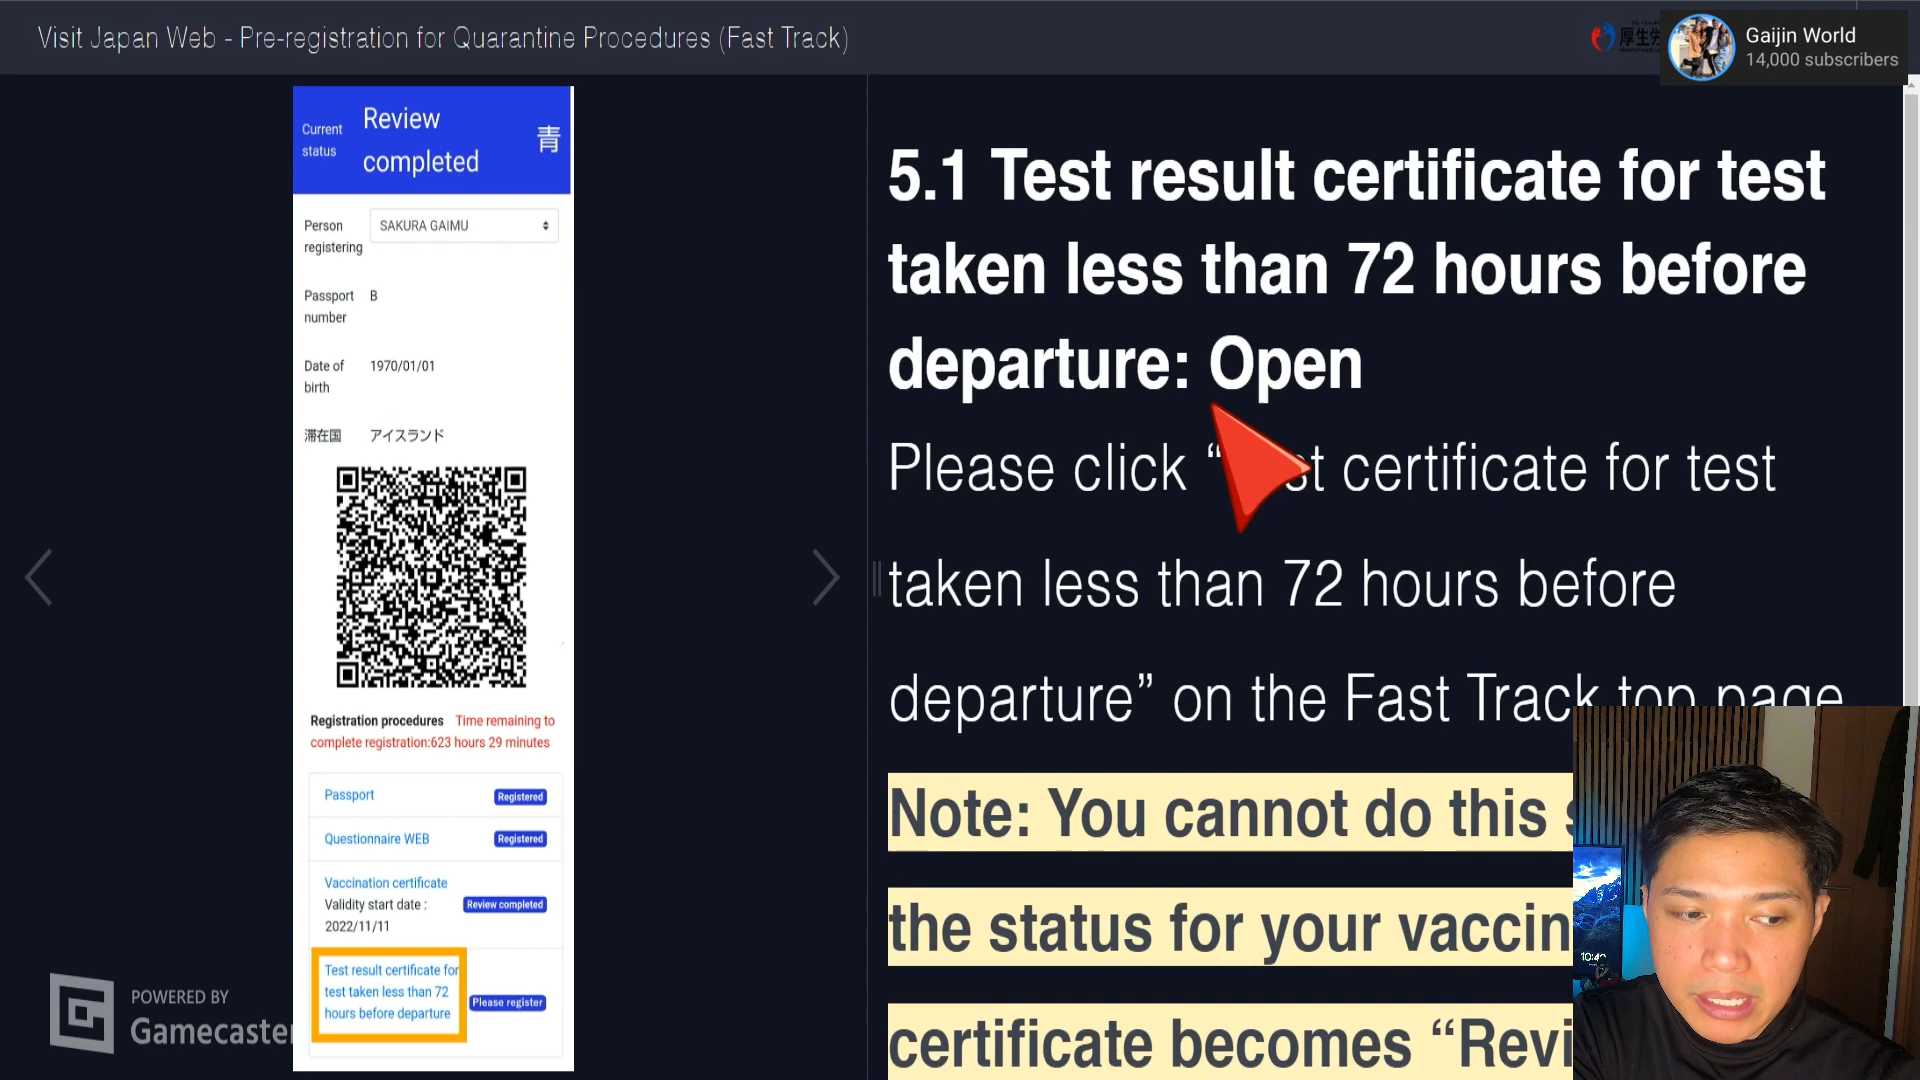 Visit Japan Web - Pre-registration for Quarantine Procedures (Fast Track)
厚生労
Gaijin World
14,000 subscribers
Current status
Review completed
青
Person registering
SAKURA GAIMU
Passport number
B
Date of birth
1970/01/01
滞在国
アイスランド
Registration procedures Time remaining to
complete registration:623 hours 29 minutes
Passport
Registered
Questionnaire WEB
Registered
Vaccination certificate
Validity start date :
2022/11/11
Review completed
Test result certificate for
test taken less than 72
hours before departure
Please register
POWERED BY
Gamecaster
5.1 Test result certificate for test
taken less than 72 hours before
departure: Open
Please click “ st certificate for test
taken less than 72 hours before
departure” on the Fast Track top page
Note: You cannot do this s
the status for your vaccin
certificate becomes “Revi